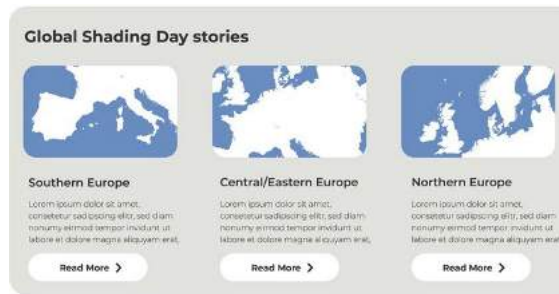 Global Shading Day stories
Southern Europe
Lorem ipsum dolor sit amet,
consetetur sadipscing elitr, sed diam
nonumy eirmod tempor invidunt ut
labore et dolore magna aliquyam erat,
Read More
Central/Eastern Europe
Lorem ipsum dolor sit amet,
consetetur sadipscing elitr, sed diam
nonumy eirmod tempor invidunt ut
labore et dolore magna aliquyam erat,
Read More
Northern Europe
Lorem ipsum dolor sit amet,
consetetur sadipscing elitr, sed diam
nonumy eirmod tempor invidunt ut
labore et dolore magna aliquyam erat
Read More